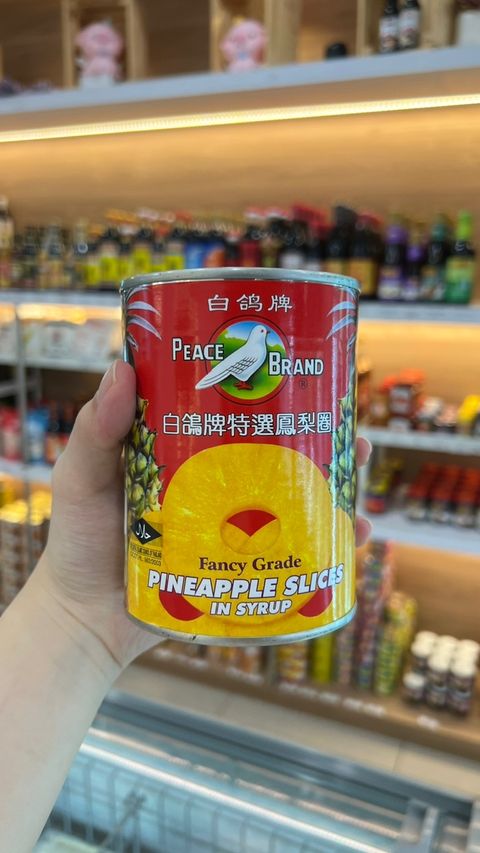 白鴿牌
PEACE BRAND
®
白鴿牌特選鳳梨圈
حلال
Fancy Grade
PINEAPPLE SLICES
IN SYRUP